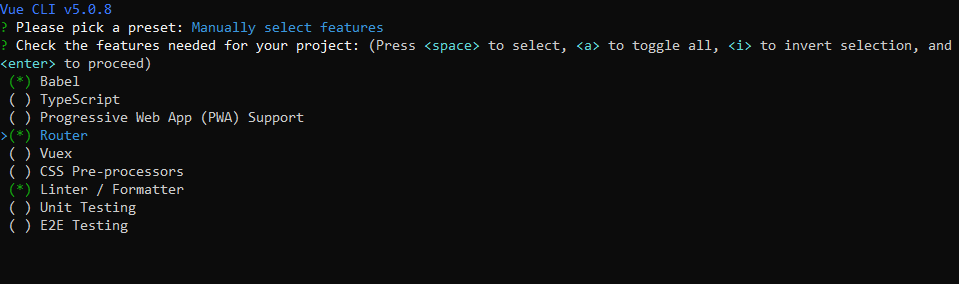 Vue CLI v5.0.8
? Please pick a preset: Manually select features
? Check the features needed for your project: (Press <space> to select, <a> to toggle all, <i> to invert selection, and
<enter> to proceed)
 (*) Babel
 ( ) TypeScript
 ( ) Progressive Web App (PWA) Support
>(*) Router
 ( ) Vuex
 ( ) CSS Pre-processors
 (*) Linter / Formatter
 ( ) Unit Testing
 ( ) E2E Testing